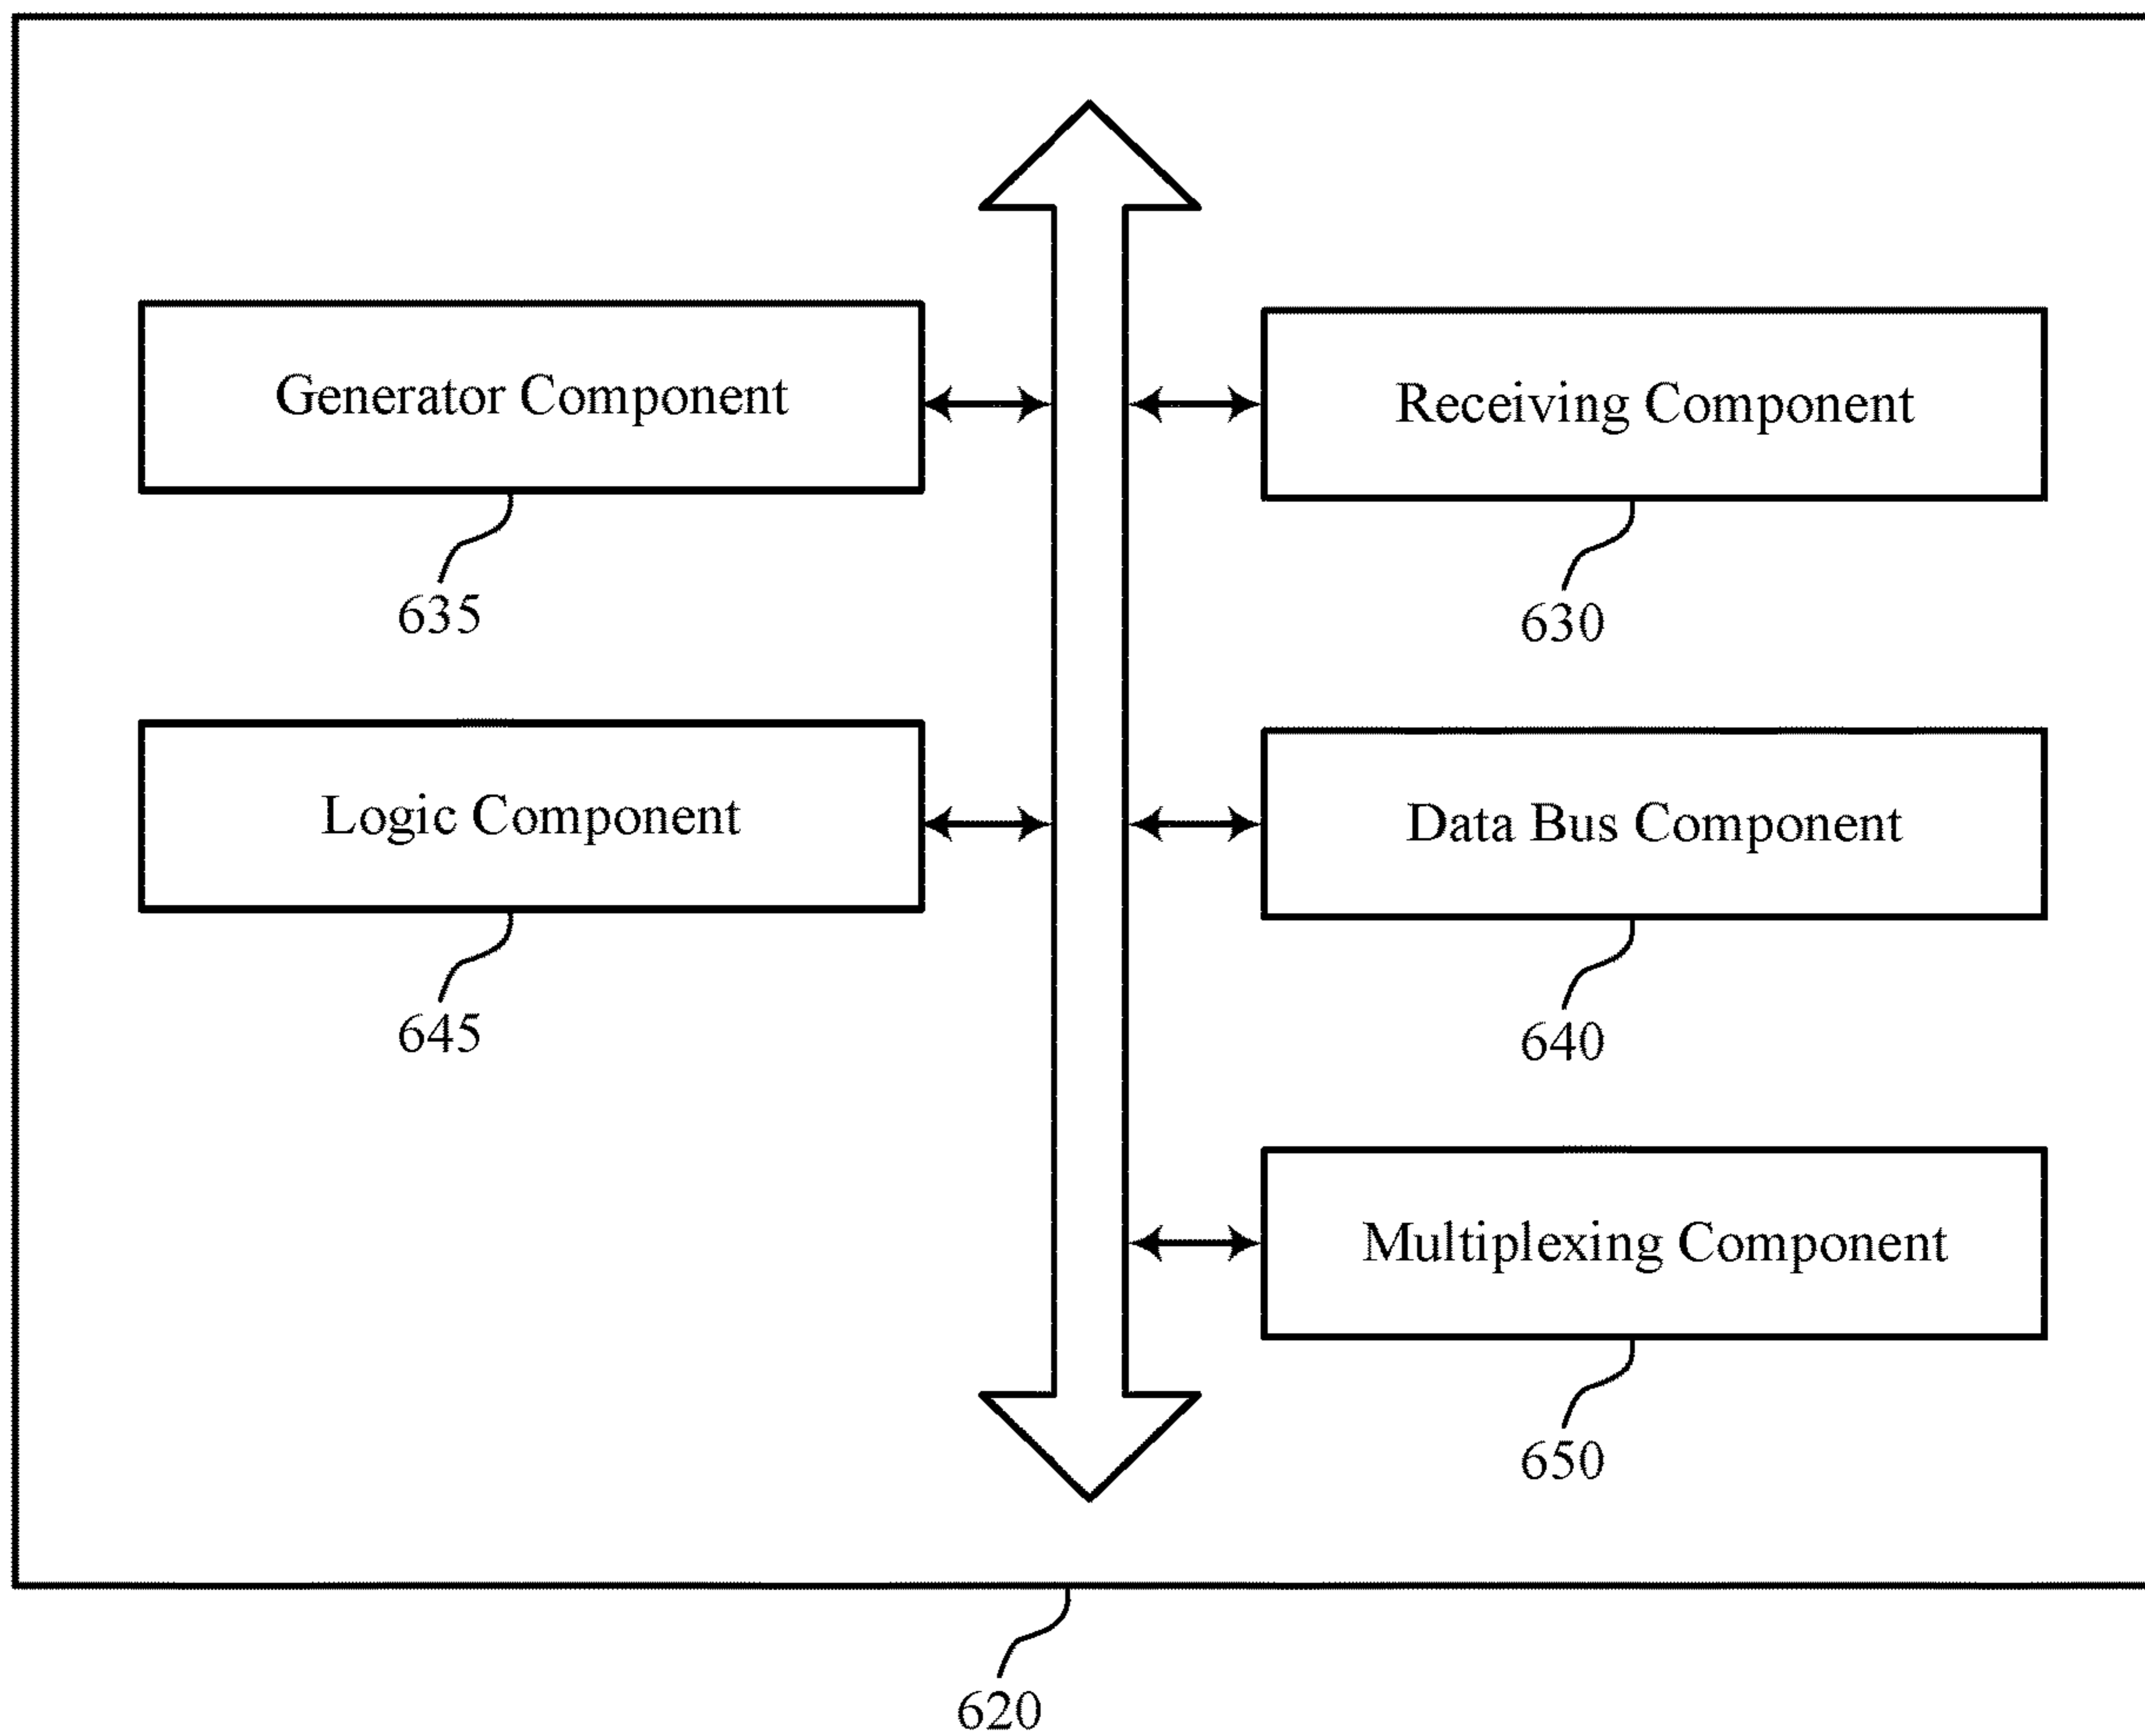 Generator Component
Receiving Component
635
630
Logic Component
Data Bus Component
645
640
Multiplexing Component
650
620